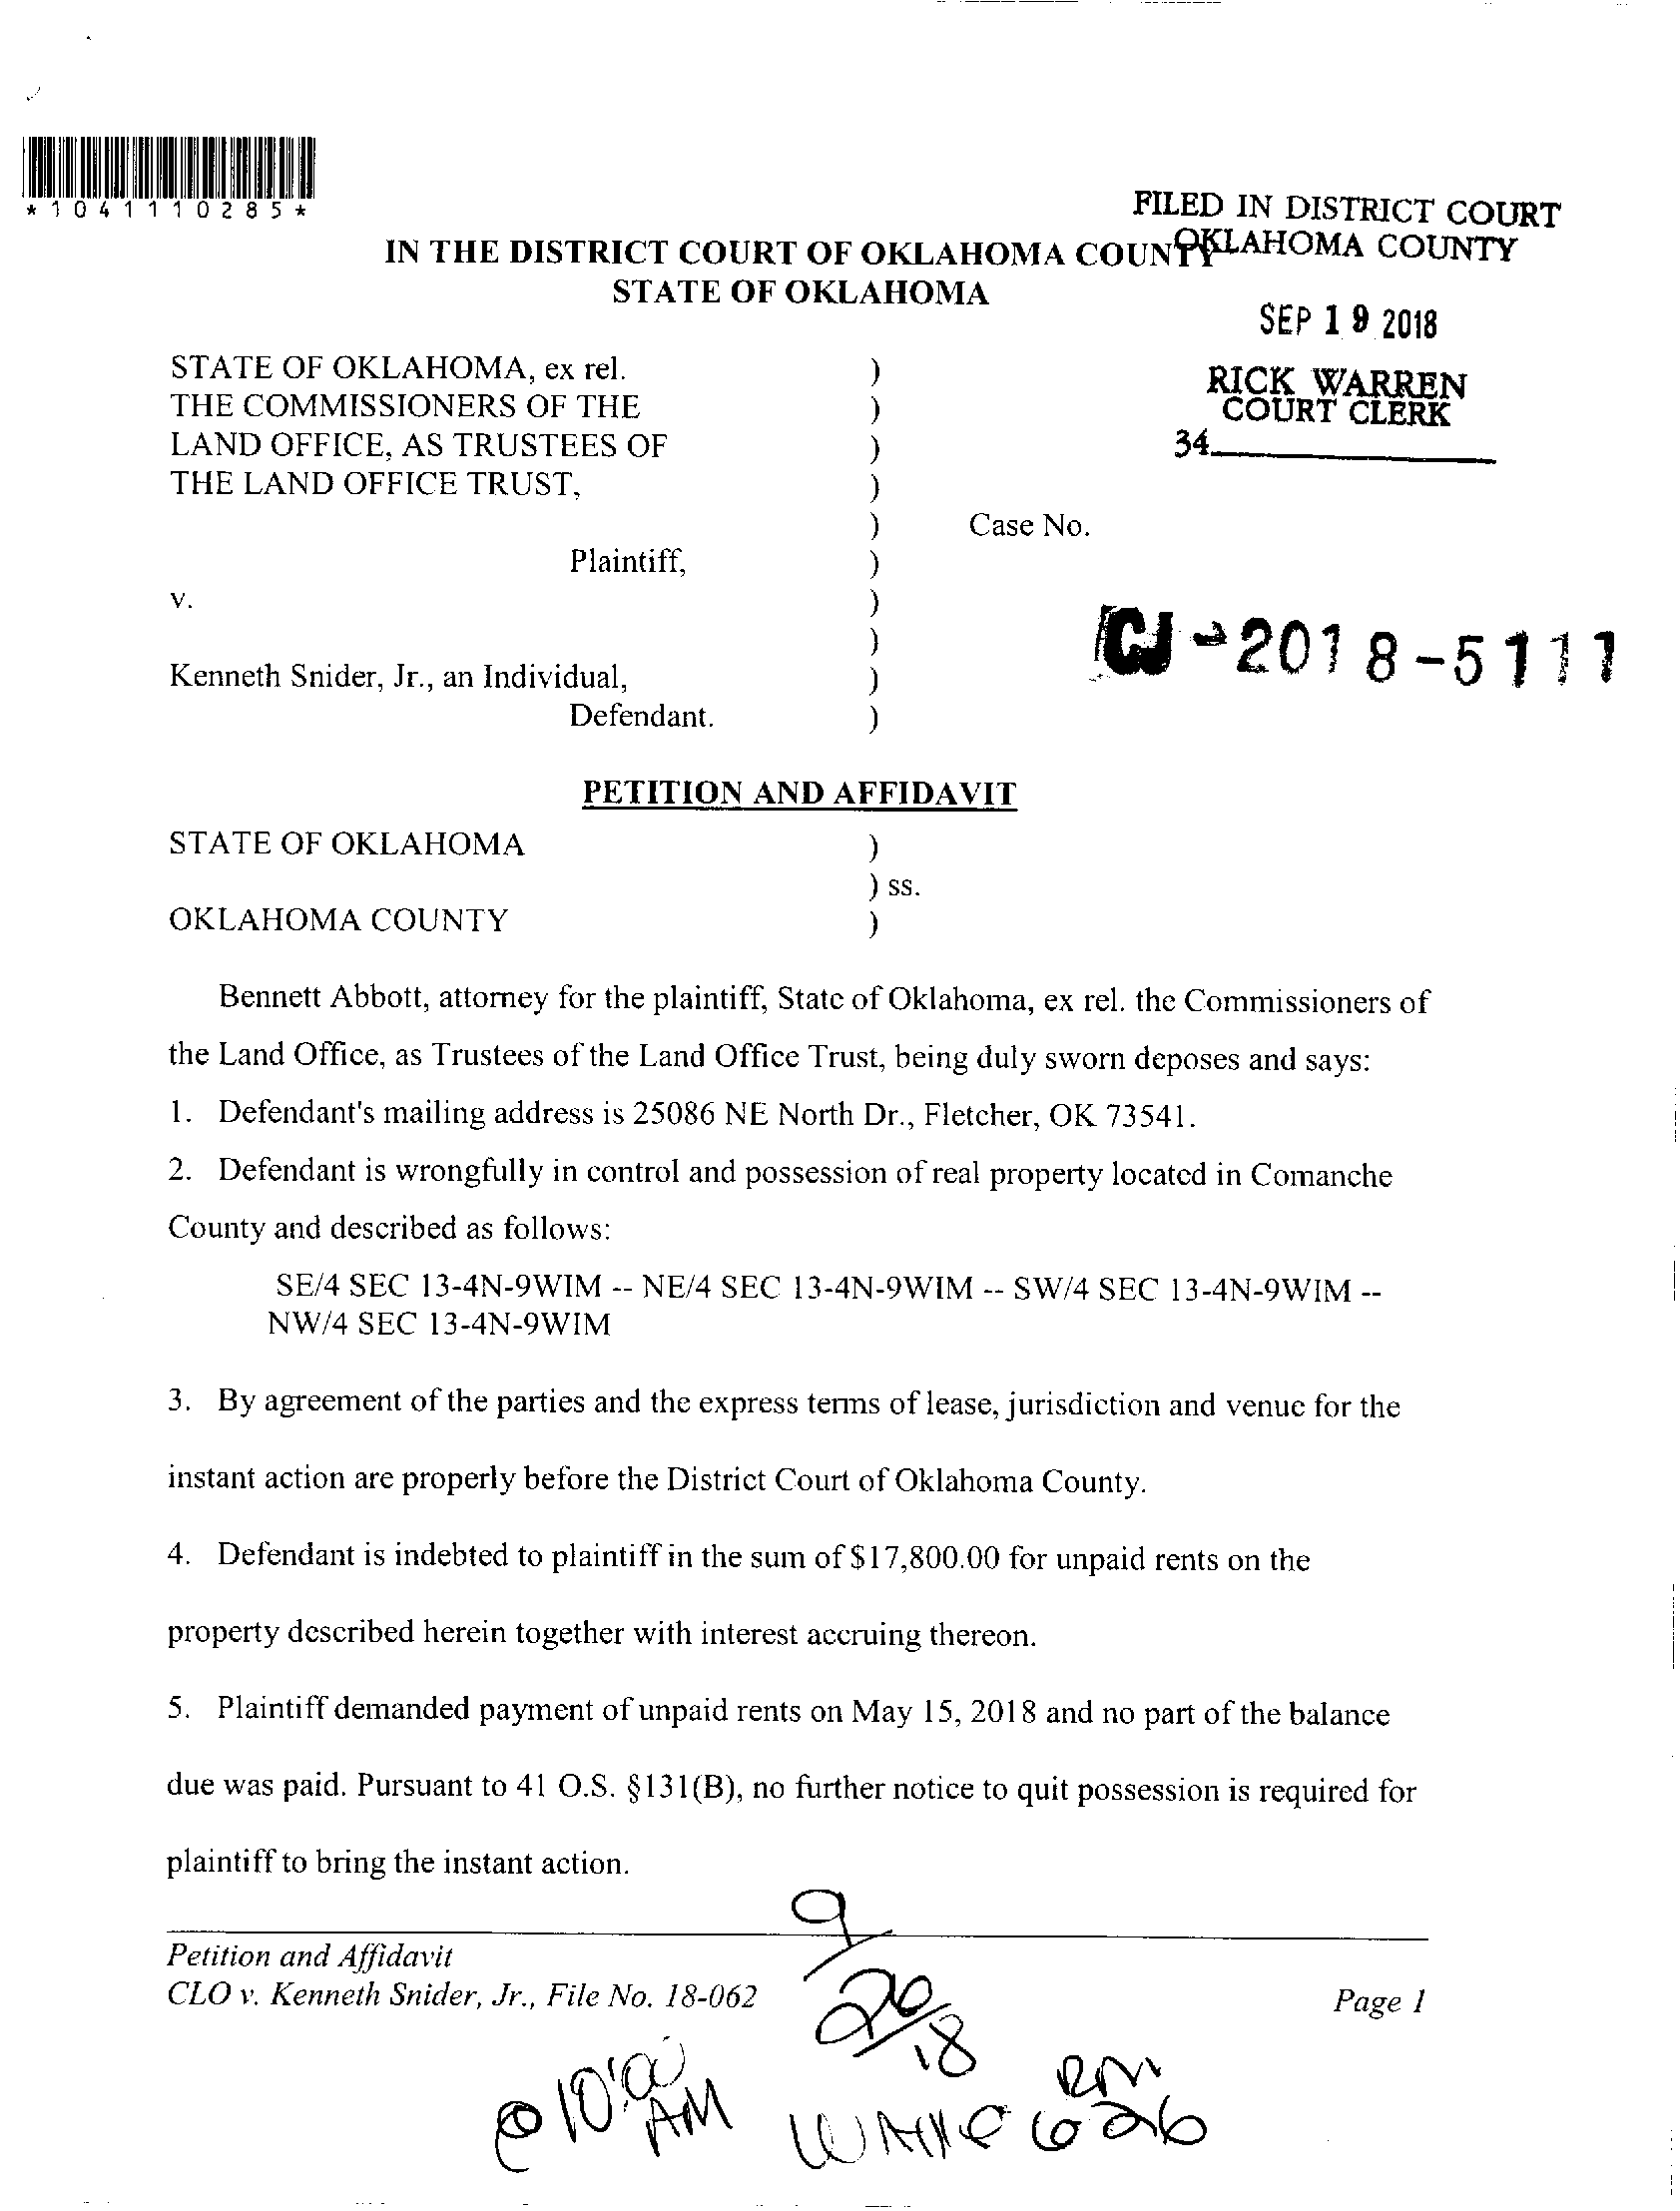 *1041110285*
FILED IN DISTRICT COURT
OKLAHOMA COUNTY
IN THE DISTRICT COURT OF OKLAHOMA COUNTY
STATE OF OKLAHOMA
SEP 19 2018
RICK WARREN
COURT CLERK
34
STATE OF OKLAHOMA, ex rel. )
THE COMMISSIONERS OF THE )
LAND OFFICE, AS TRUSTEES OF )
THE LAND OFFICE TRUST, )
) Case No.
Plaintiff, )
v. )
)
CJ-2018-5111
Kenneth Snider, Jr., an Individual, )
Defendant. )
PETITION AND AFFIDAVIT
STATE OF OKLAHOMA )
) ss.
OKLAHOMA COUNTY )
Bennett Abbott, attorney for the plaintiff, State of Oklahoma, ex rel. the Commissioners of
the Land Office, as Trustees of the Land Office Trust, being duly sworn deposes and says:
1. Defendant's mailing address is 25086 NE North Dr., Fletcher, OK 73541.
2. Defendant is wrongfully in control and possession of real property located in Comanche
County and described as follows:
SE/4 SEC 13-4N-9WIM -- NE/4 SEC 13-4N-9WIM -- SW/4 SEC 13-4N-9WIM --
NW/4 SEC 13-4N-9WIM
3. By agreement of the parties and the express terms of lease, jurisdiction and venue for the
instant action are properly before the District Court of Oklahoma County.
4. Defendant is indebted to plaintiff in the sum of $17,800.00 for unpaid rents on the
property described herein together with interest accruing thereon.
5. Plaintiff demanded payment of unpaid rents on May 15, 2018 and no part of the balance
due was paid. Pursuant to 41 O.S. §131(B), no further notice to quit possession is required for
plaintiff to bring the instant action.
Petition and Affidavit
CLO v. Kenneth Snider, Jr., File No. 18-062
Page 1
9/26/18
@ 10:00 AM
RM
626